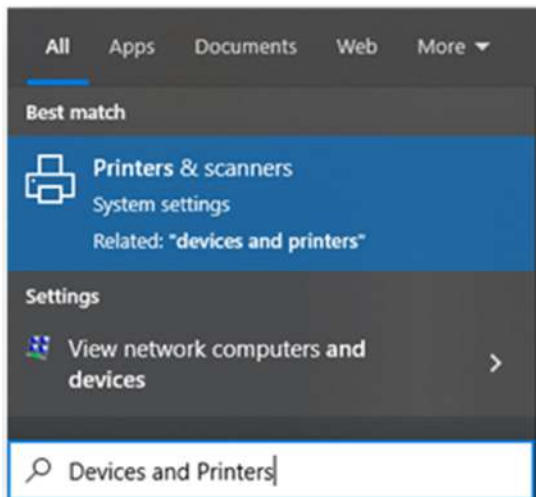 All Apps Documents Web More
Best match
Printers & scanners
System settings
Related: "devices and printers"
Settings
View network computers and
devices
Devices and Printers